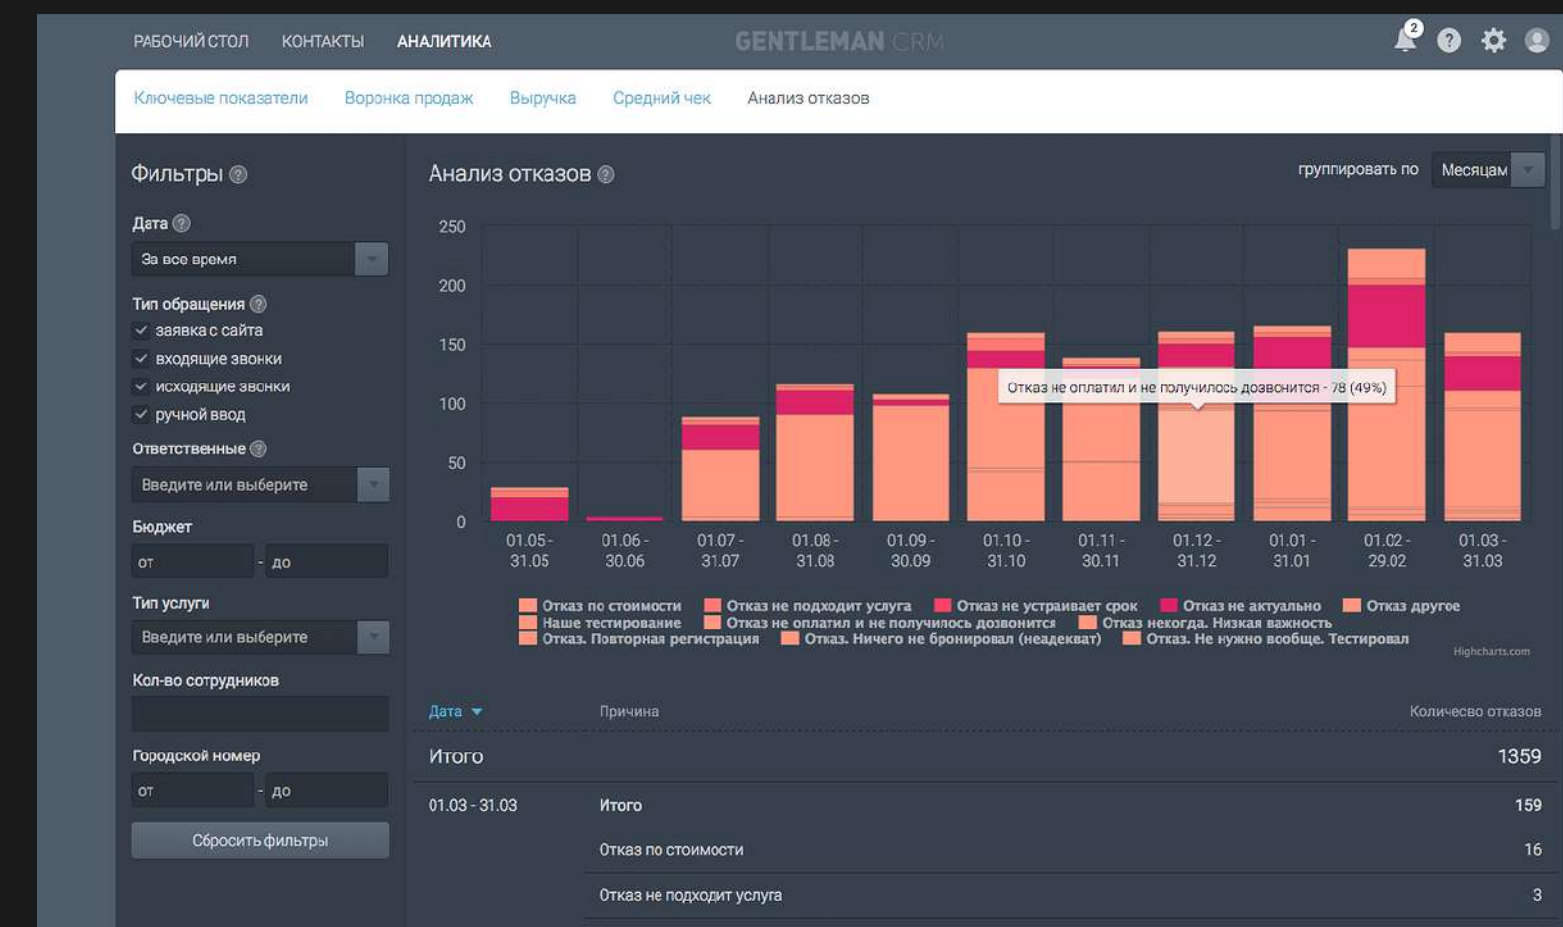 РАБОЧИЙ СТОЛ КОНТАКТЫ АНАЛИТИКА GENTLEMAN CRM 2
Ключевые показатели Воронка продаж Выручка Средний чек Анализ отказов
Фильтры ?
Дата ?
За все время
Тип обращения ?
заявка с сайта
входящие звонки
исходящие звонки
ручной ввод
Ответственные ?
Введите или выберите
Бюджет
от - до
Тип услуги
Введите или выберите
Кол-во сотрудников
Городской номер
от - до
Сбросить фильтры
Анализ отказов ? группировать по Месяцам
250
200
150
100
50
0
Отказ не оплатил и не получилось дозвонится - 78 (49%)
01.05 - 31.05
01.06 - 30.06
01.07 - 31.07
01.08 - 31.08
01.09 - 30.09
01.10 - 31.10
01.11 - 30.11
01.12 - 31.12
01.01 - 31.01
01.02 - 29.02
01.03 - 31.03
Отказ по стоимости Отказ не подходит услуга Отказ не устраивает срок Отказ не актуально Отказ другое
Наше тестирование Отказ не оплатил и не получилось дозвонится Отказ некогда. Низкая важность
Отказ. Повторная регистрация Отказ. Ничего не бронировал (неадекват) Отказ. Не нужно вообще. Тестировал
Highcharts.com
Дата Причина Количесво отказов
Итого 1359
01.03 - 31.03 Итого 159
Отказ по стоимости 16
Отказ не подходит услуга 3